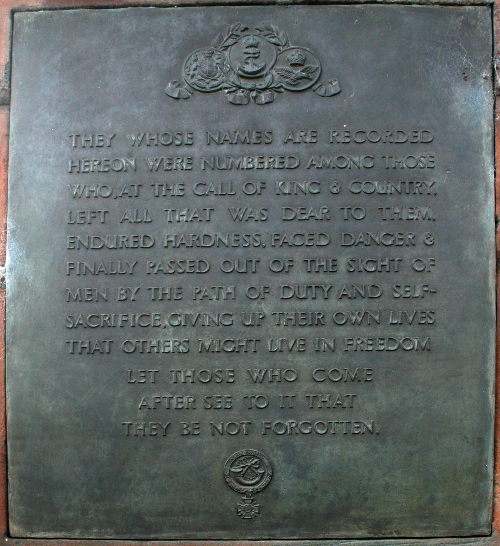 THEY WHOSE NAMES ARE RECORDED
HEREON WERE NUMBERED AMONG THOSE
WHO, AT THE CALL OF KING & COUNTRY,
LEFT ALL THAT WAS DEAR TO THEM,
ENDURED HARDNESS, FACED DANGER &
FINALLY PASSED OUT OF THE SIGHT OF
MEN BY THE PATH OF DUTY AND SELF-
SACRIFICE, GIVING UP THEIR OWN LIVES
THAT OTHERS MIGHT LIVE IN FREEDOM
LET THOSE WHO COME
AFTER SEE TO IT THAT
THEY BE NOT FORGOTTEN.